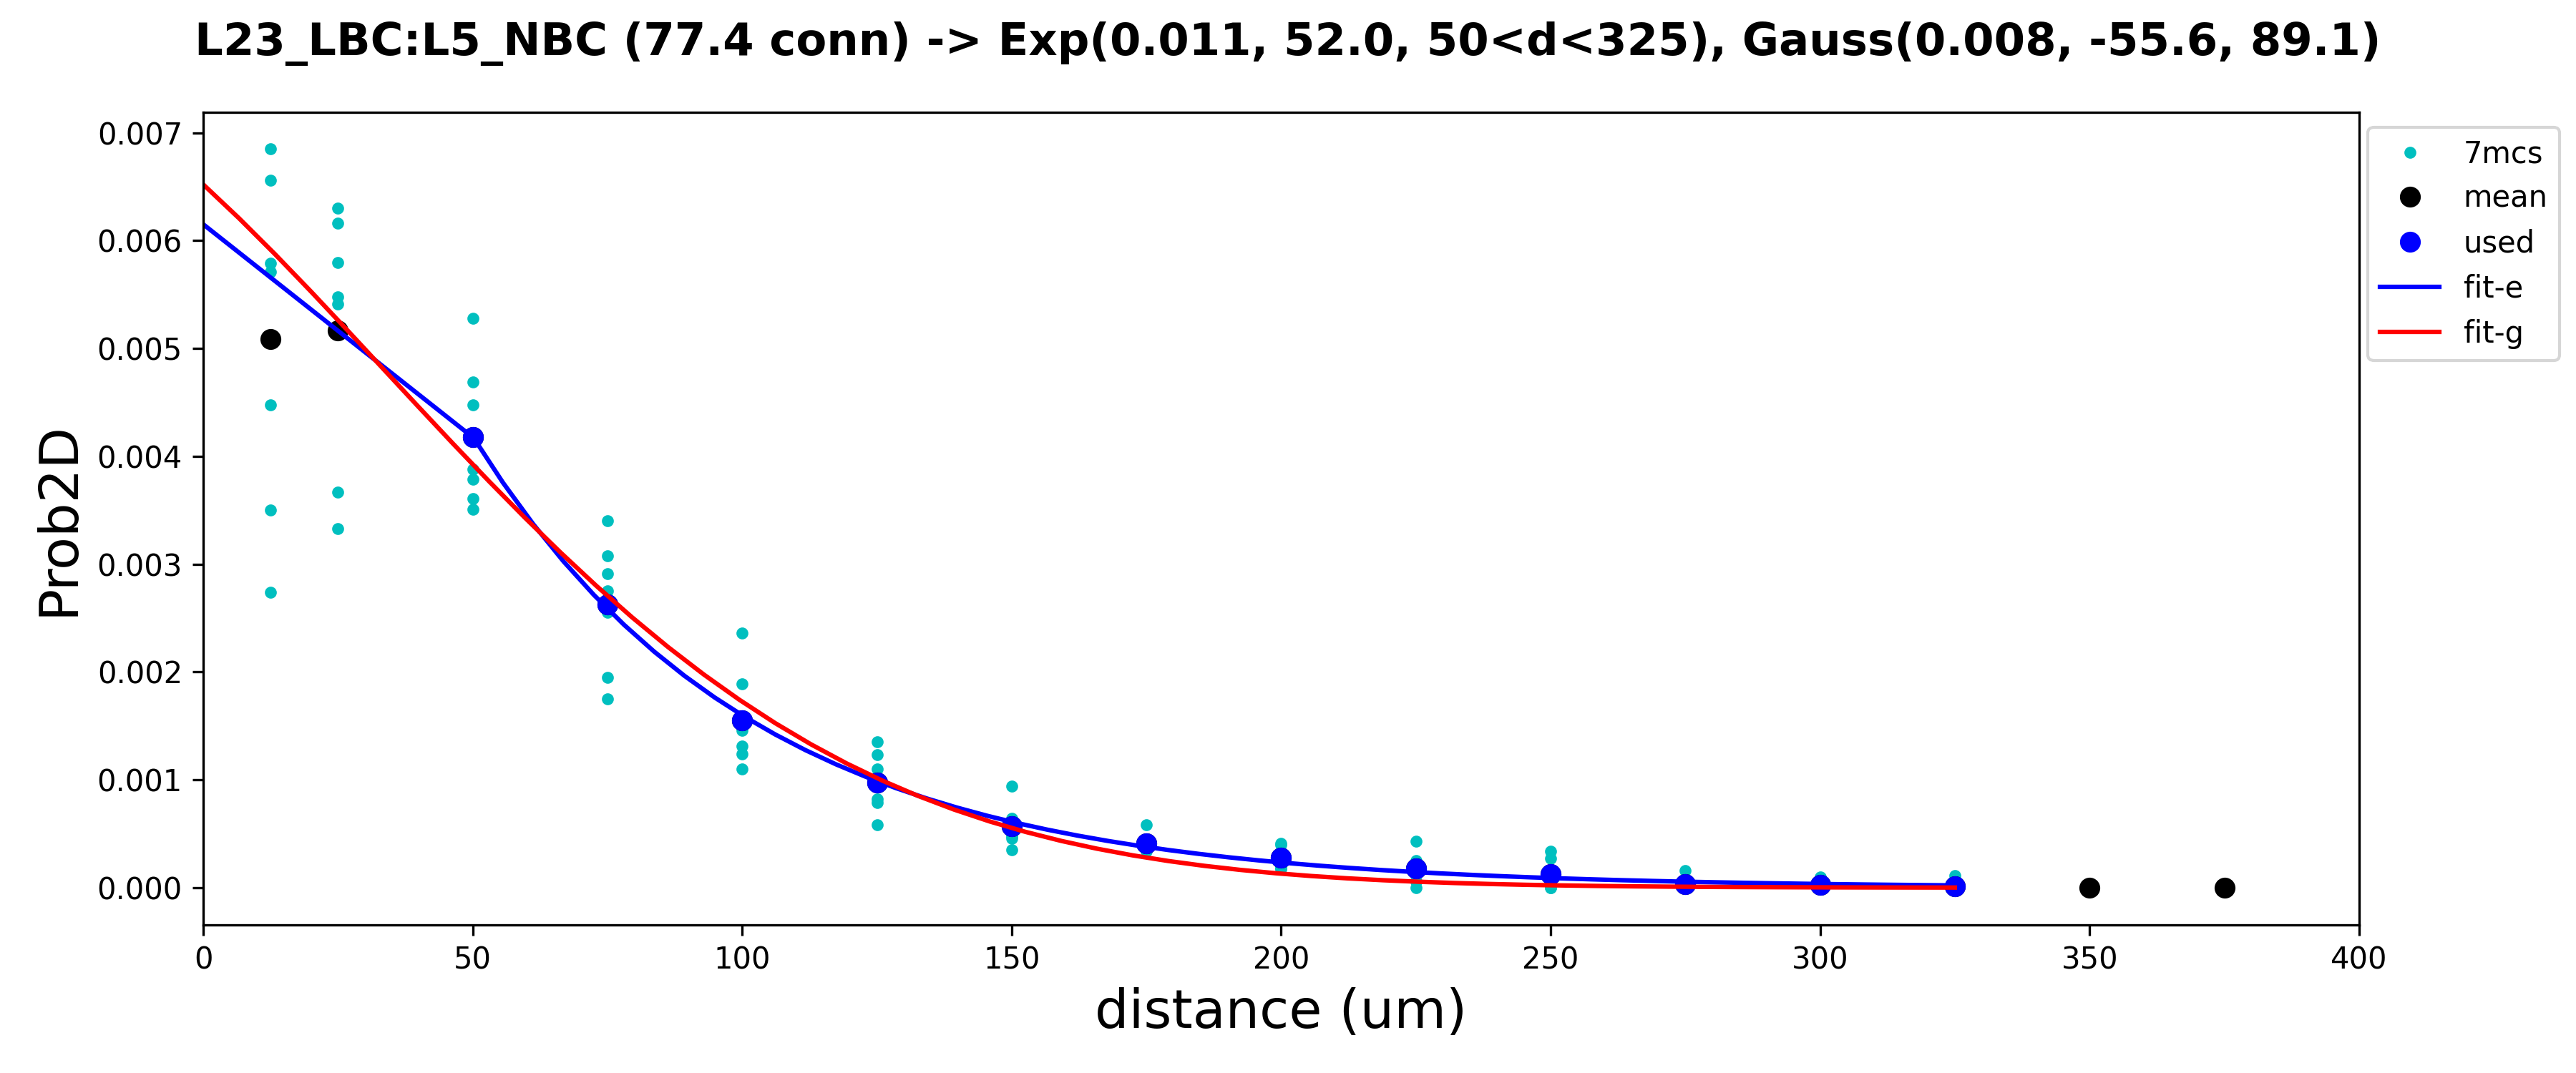 L23_LBC:L5_NBC (77.4 conn) -> Exp(0.011, 52.0, 50<d<325), Gauss(0.008, -55.6, 89.1)
0.007
0.006
0.005
0.004
0.003
0.002
0.001
0.000
Prob2D
0 50 100 150 200 250 300 350 400
distance (um)
7mcs
mean
used
fit-e
fit-g